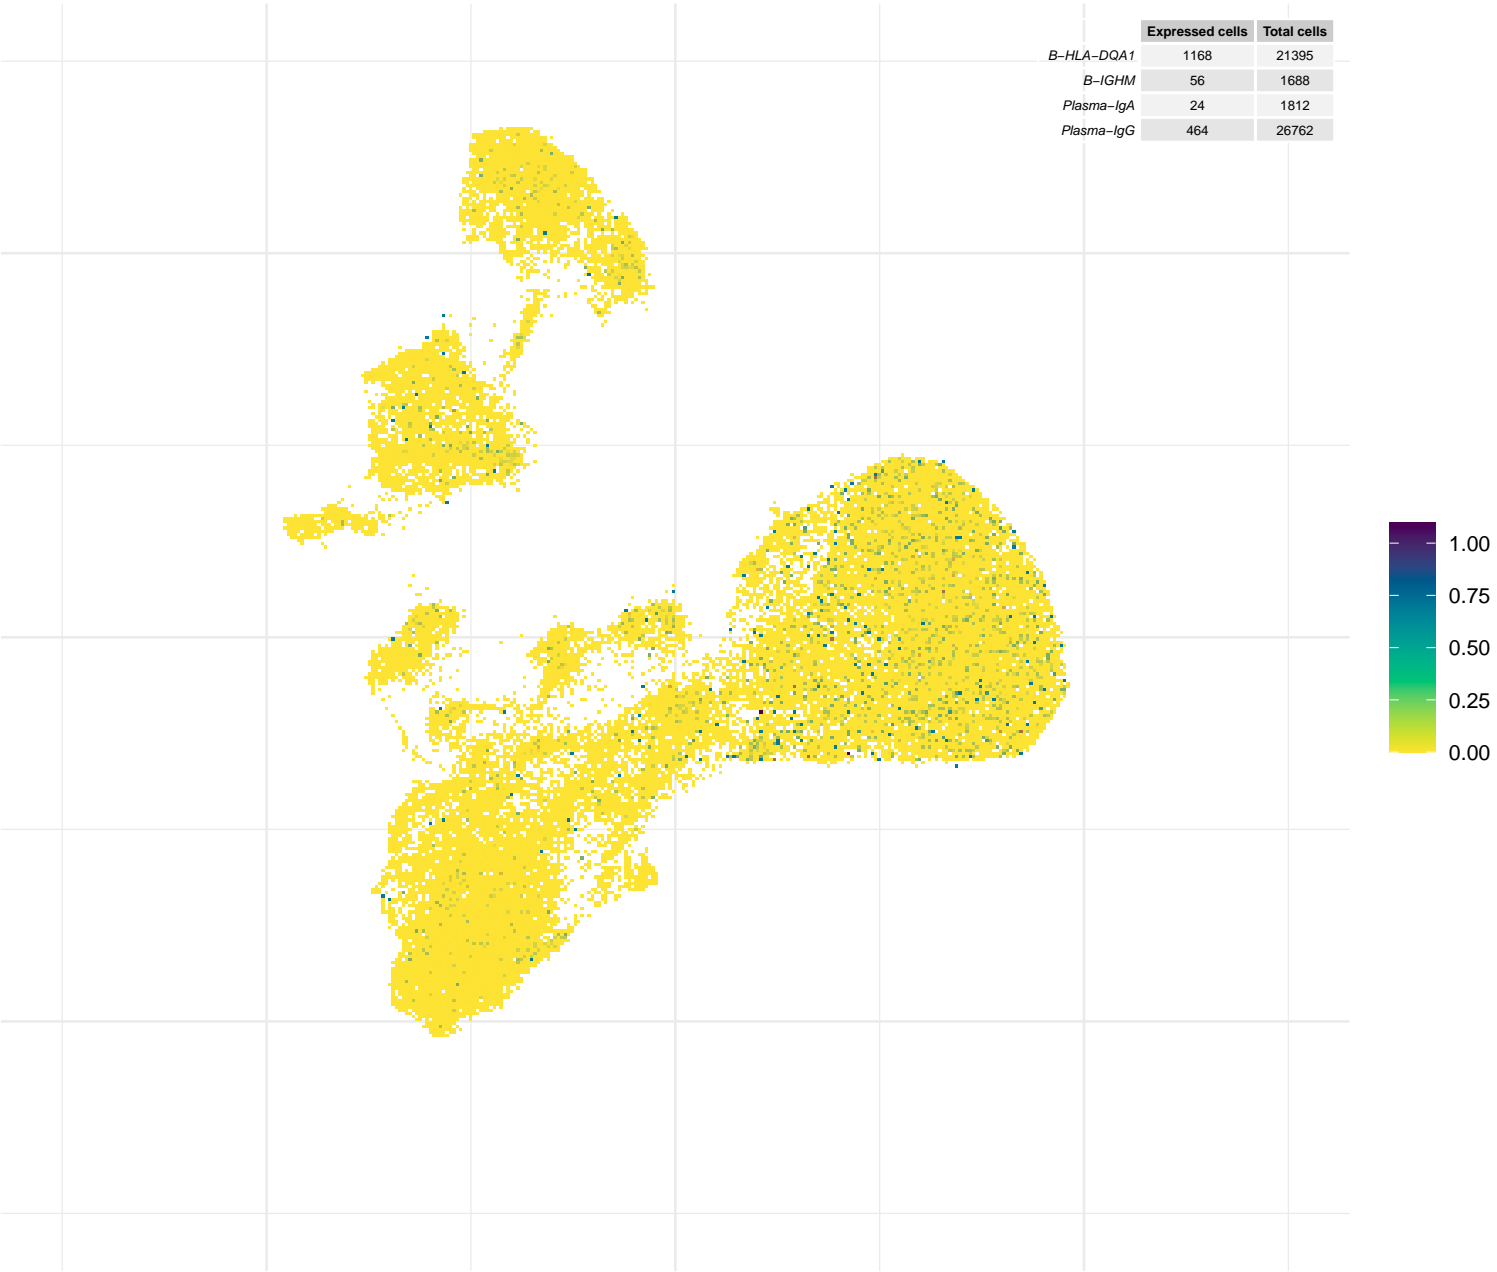 Expressed cells Total cells
B−HLA−DQA1 1168 21395
B−IGHM 56 1688
Plasma−IgA 24 1812
Plasma−IgG 464 26762
1.00
0.75
0.50
0.25
0.00